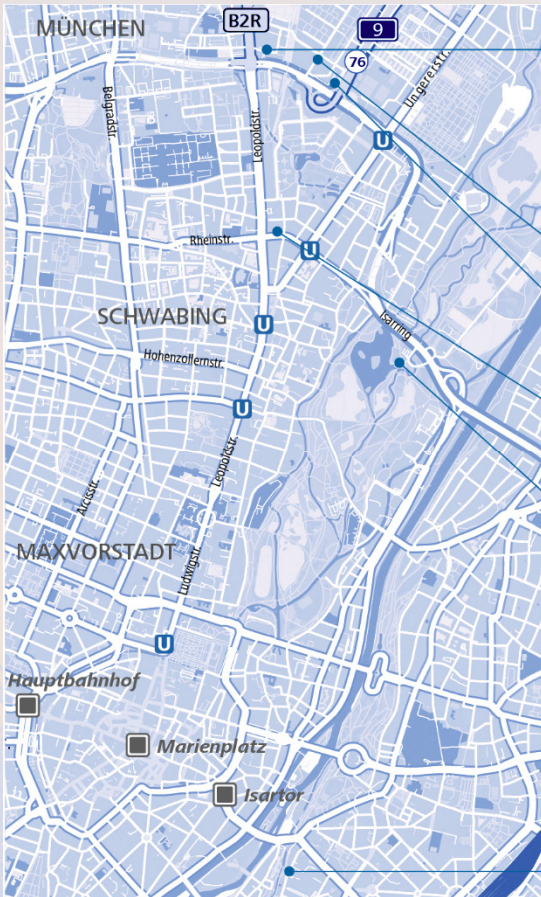 B2R
MÜNCHEN
9
76
Ungererstr.
Belgradstr.
Leopoldstr.
U
Rheinstr.
U
SCHWABING
U
Isarring
Hohenzollernstr.
U
Leopoldstr.
Arcisstr.
MAXVORSTADT
Ludwigstr.
U
Hauptbahnhof
Marienplatz
Isartor